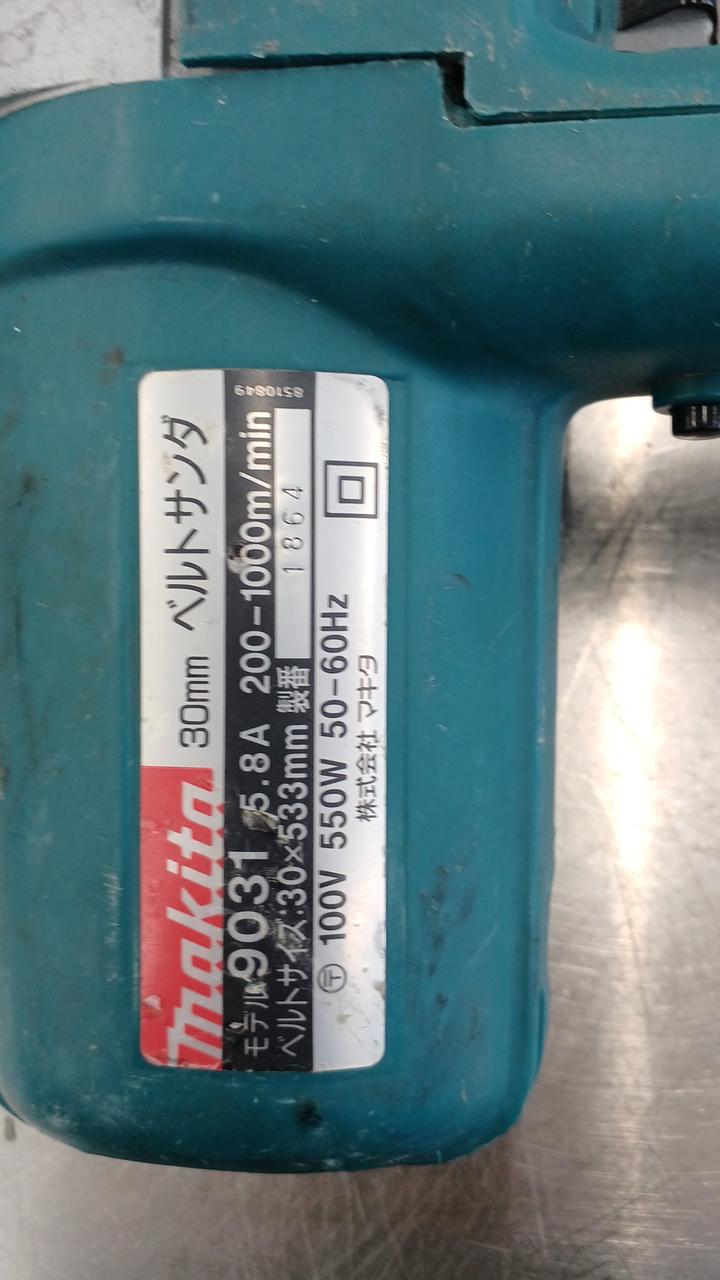 makita 30mm ベルトサンダ
モデル 9031 5.8A 200-1000m/min
ベルトサイズ:30×533mm 製番 1864
〒 100V 550W 50-60Hz
株式会社 マキタ
8510849